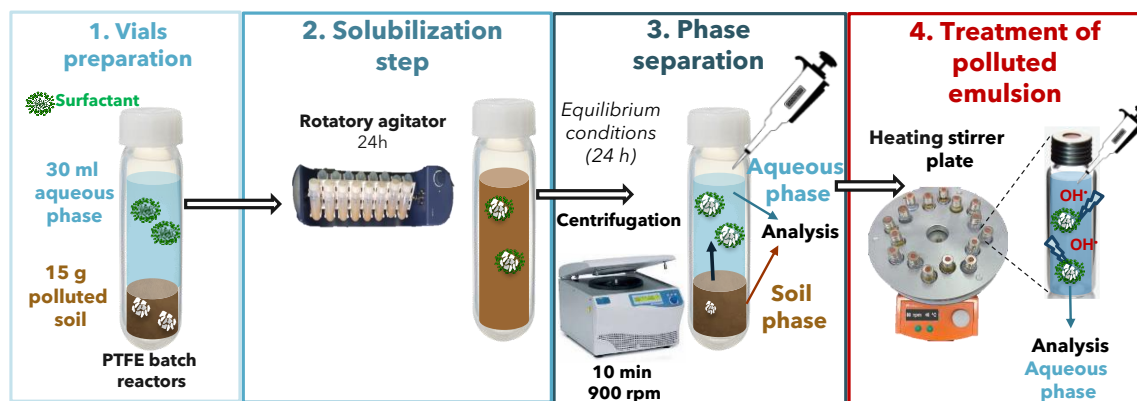 1. Vials
preparation
Surfactant
30 ml
aqueous
phase
15 g
polluted
soil
PTFE batch
reactors
2. Solubilization
step
Rotatory agitator
24h
3. Phase
separation
Equilibrium
conditions
(24 h)
Centrifugation
10 min
900 rpm
Aqueous
phase
Analysis
Soil
phase
4. Treatment of
polluted
emulsion
Heating stirrer
plate
OH•
OH•
Analysis
Aqueous
phase